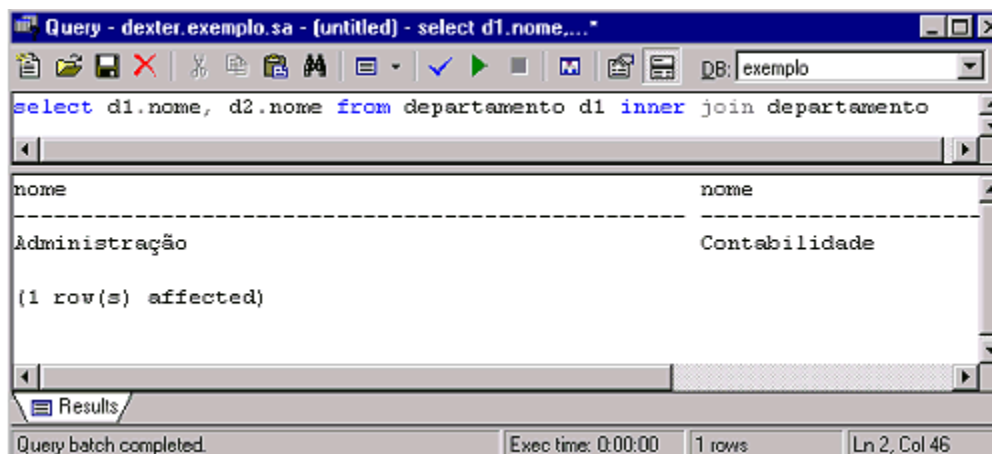 Query - dexter.exemplo.sa - (untitled) - select d1.nome,...*
DB: exemplo
select d1.nome, d2.nome from departamento d1 inner join departamento
nome nome
--------------------------------------------------- ---------------------
Administração Contabilidade
(1 row(s) affected)
Results
Query batch completed. Exec time: 0:00:00 1 rows Ln 2, Col 46